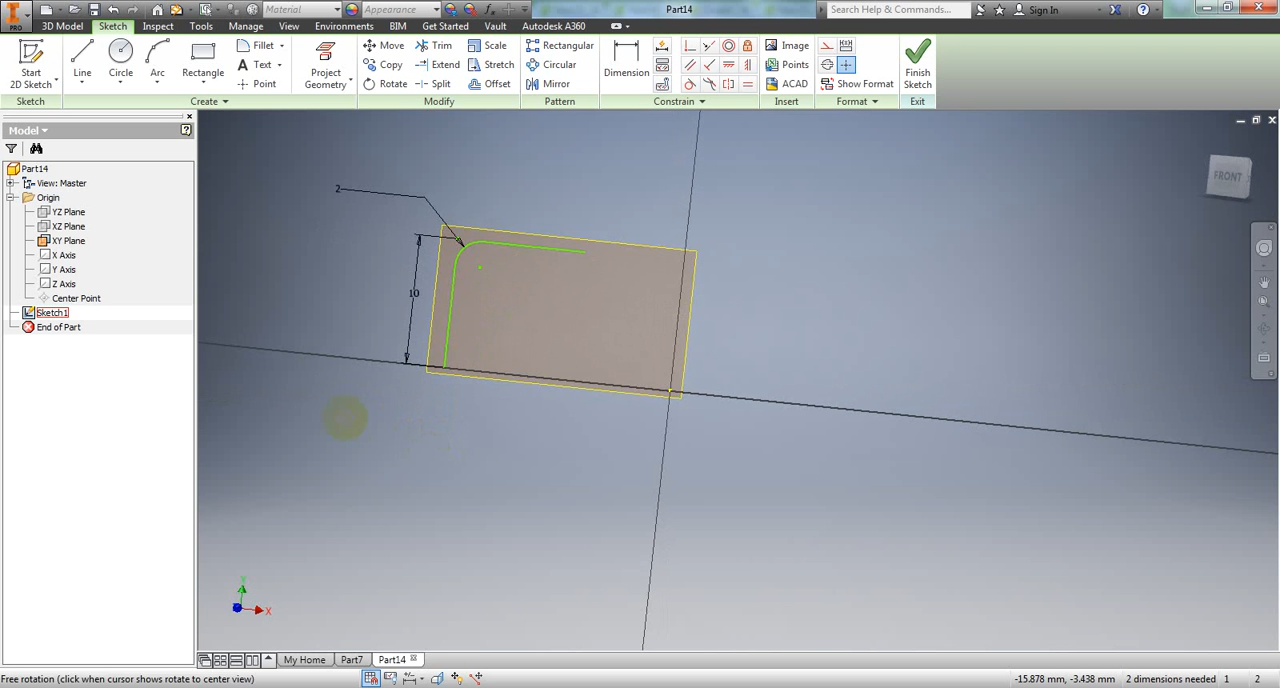 PRO
Material
Appearance
Part14
Search Help & Commands...
Sign In
3D Model
Sketch
Inspect
Tools
Manage
View
Environments
BIM
Get Started
Vault
Autodesk A360
Start
2D Sketch
Line
Circle
Arc
Rectangle
Fillet
Text
Point
Project
Geometry
Move
Trim
Scale
Copy
Extend
Stretch
Rotate
Split
Offset
Rectangular
Circular
Mirror
Dimension
Image
Points
ACAD
Show Format
Finish
Sketch
Sketch
Create
Modify
Pattern
Constrain
Insert
Format
Exit
Model
Part14
View: Master
Origin
YZ Plane
XZ Plane
XY Plane
X Axis
Y Axis
Z Axis
Center Point
Sketch1
End of Part
FRONT
2
10
Y
X
My Home
Part7
Part14
Free rotation (click when cursor shows rotate to center view)
-15.878 mm, -3.438 mm
2 dimensions needed
1
2